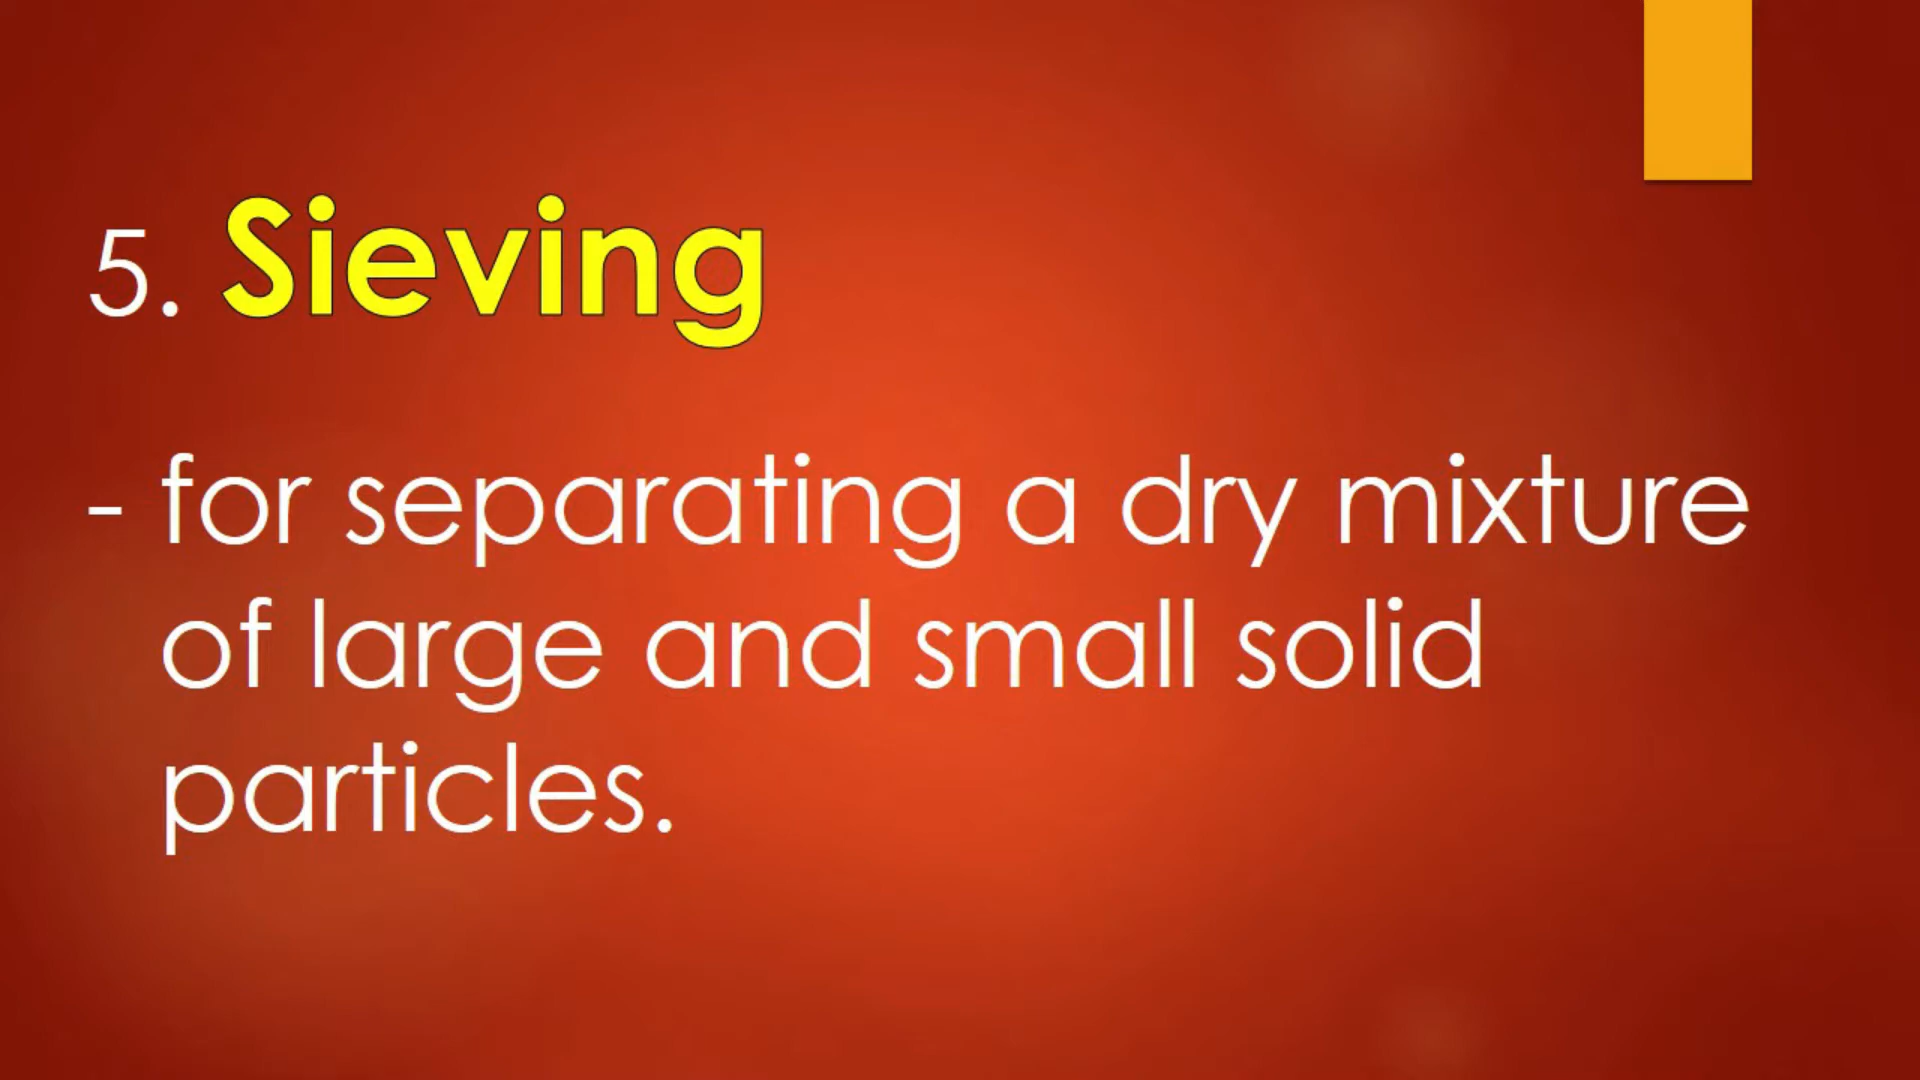 5. Sieving
- for separating a dry mixture
of large and small solid
particles.